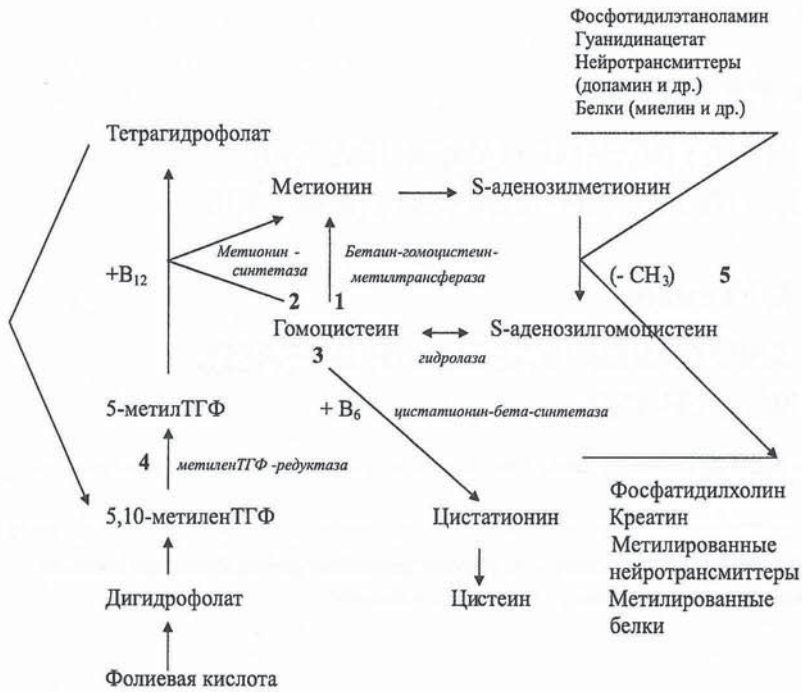 Фосфотидилэтаноламин
Гуанидинацетат
Нейротрансмиттеры
(допамин и др.)
Белки (миелин и др.)
Тетрагидрофолат
Метионин
S-аденозилметионин
Метионин -
синтетаза
Бетаин-гомоцистеин-
метилтрансфераза
+В12
(- CH3)
5
2
1
Гомоцистеин
S-аденозилгомоцистеин
3
гидролаза
5-метилТГФ
+ В6
цистатионин-бета-синтетаза
4
метиленТГФ -редуктаза
5,10-метиленТГФ
Цистатионин
Фосфатидилхолин
Креатин
Метилированные
нейротрансмиттеры
Метилированные
белки
Дигидрофолат
Цистеин
Фолиевая кислота